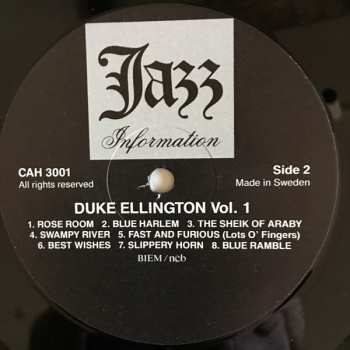 Jazz
Information
CAH 3001
Side 2
All rights reserved
Made in Sweden
DUKE ELLINGTON Vol. 1
1. ROSE ROOM 2. BLUE HARLEM 3. THE SHEIK OF ARABY
4. SWAMPY RIVER 5. FAST AND FURIOUS (Lots O' Fingers)
6. BEST WISHES 7. SLIPPERY HORN 8. BLUE RAMBLE
BIEM/ncb